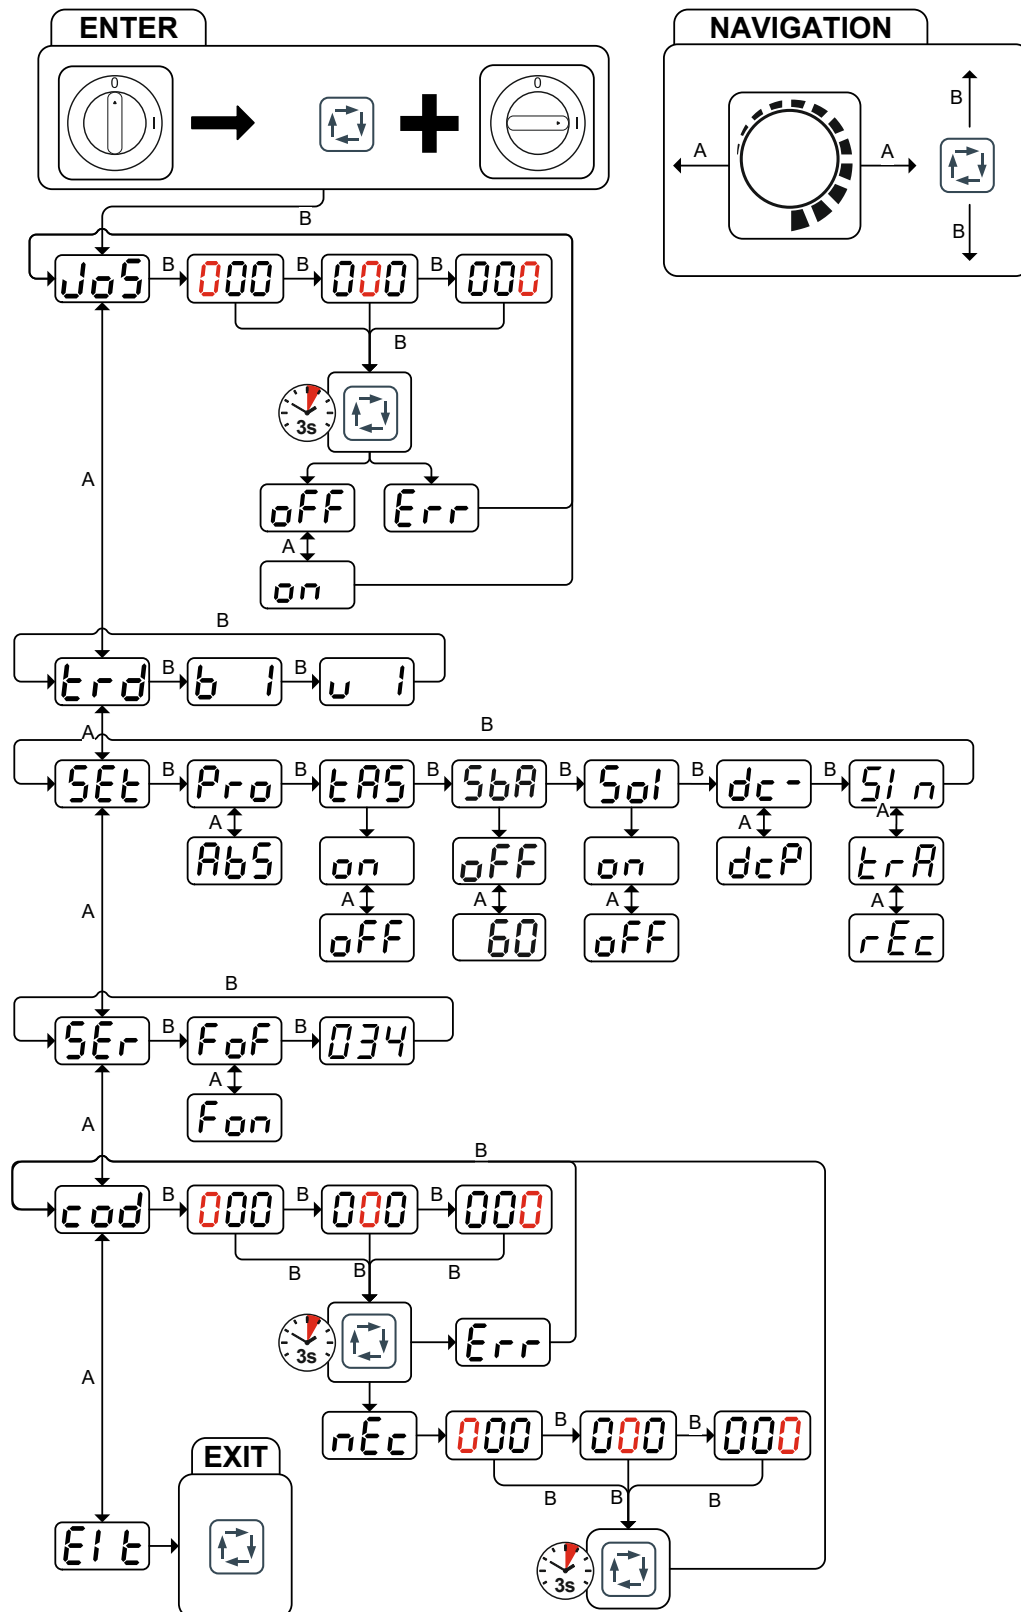 ENTER
NAVIGATION
0
I
0
I
A
A
B
B
B
JoS
B
000
B
000
B
000
B
3s
oFF
Err
A
on
A
B
trd
B
b 1
B
u 1
A
B
SEt
B
Pro
B
tAS
B
SbA
B
Sol
B
dc-
B
SIn
A
A
A
AbS
on
oFF
on
dcP
trA
A
A
A
A
oFF
60
oFF
rEc
A
B
SEr
B
FoF
B
034
A
Fon
A
B
cod
B
000
B
000
B
000
B
B
B
3s
Err
A
nEc
000
B
000
B
000
B
B
B
EXIT
EIt
3s